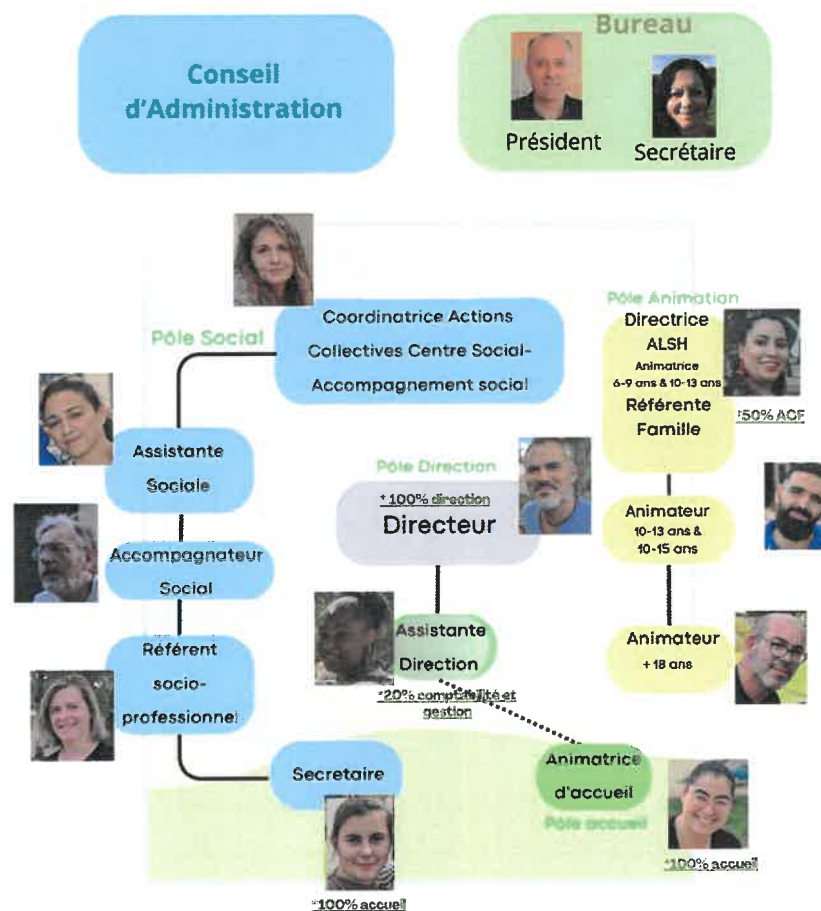 Conseil
d'Administration
Bureau
Président
Secrétaire
Pôle Social
Coordinatrice Actions
Collectives Centre Social-
Accompagnement social
Pôle Animation
Directrice
ALSH
Animatrice
6-9 ans & 10-13 ans
Référente
Famille
*50% ACF
Assistante
Sociale
Pôle Direction
*100% direction
Directeur
Animateur
10-13 ans &
10-15 ans
Accompagnateur
Social
Assistante
Direction
*20% comptabilité et
gestion
Animateur
+ 18 ans
Référent
socio-
professionnel
Secretaire
*100% accueil
Animatrice
d'accueil
Pôle accueil
*100% accueil